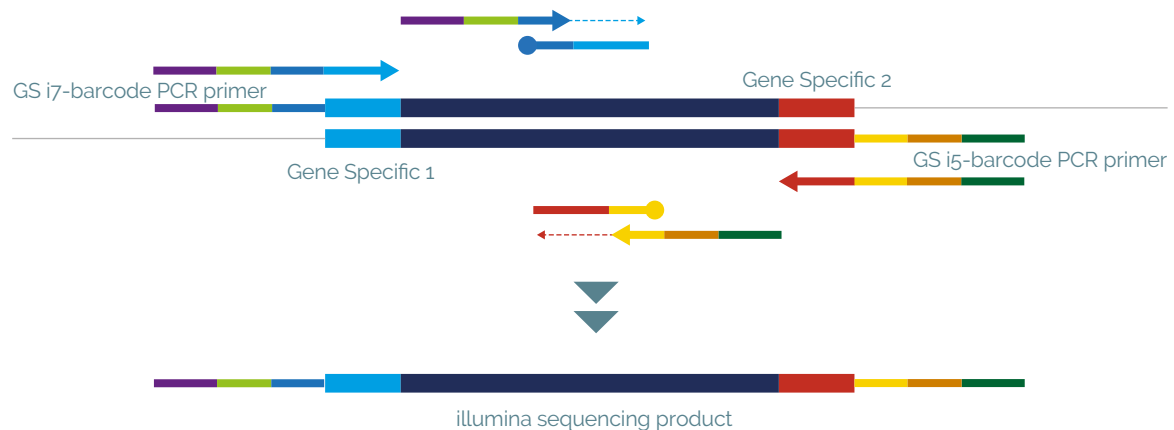 Gene Specific 2
GS i7-barcode PCR primer
GS i5-barcode PCR primer
Gene Specific 1
illumina sequencing product